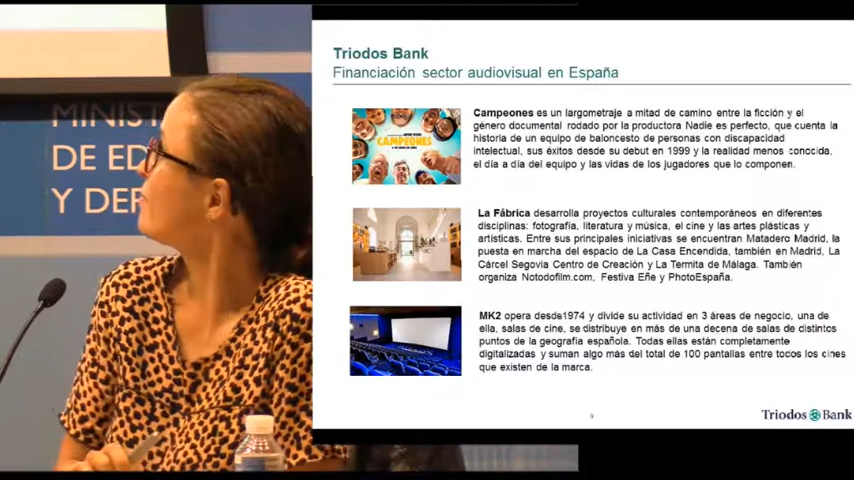 MINIST
DE ED
Y DEP
Triodos Bank
Financiación sector audiovisual en España
CAMPEONES
Campeones es un largometraje a mitad de camino entre la ficción y el
género documental rodado por la productora Nadie es perfecto, que cuenta la
historia de un equipo de baloncesto de personas con discapacidad
intelectual, sus éxitos desde su debut en 1999 y la realidad menos conocida,
el día a día del equipo y las vidas de los jugadores que lo componen.
La Fábrica desarrolla proyectos culturales contemporáneos en diferentes
disciplinas: fotografía, literatura y música, el cine y las artes plásticas y
artísticas. Entre sus principales iniciativas se encuentran Matadero Madrid, la
puesta en marcha del espacio de La Casa Encendida, también en Madrid, La
Cárcel Segovia Centro de Creación y La Termita de Málaga. También
organiza Notodofilm.com, Festiva Eñe y PhotoEspaña.
MK2 opera desde1974 y divide su actividad en 3 áreas de negocio, una de
ella, salas de cine, se distribuye en más de una decena de salas de distintos
puntos de la geografía española. Todas ellas están completamente
digitalizadas y suman algo más del total de 100 pantallas entre tocos los cines
que existen de la marca.
9
Triodos Bank